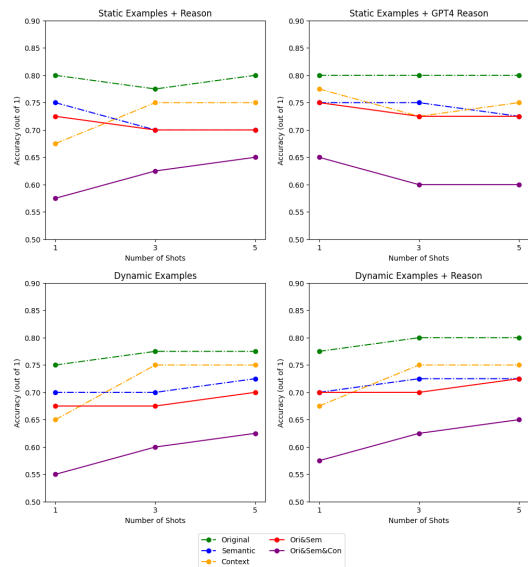 Static Examples + Reason
0.90
0.85
0.80
0.75
0.70
0.65
0.60
0.55
0.50
Accuracy (out of 1)
1 3 5
Number of Shots
Static Examples + GPT4 Reason
0.90
0.85
0.80
0.75
0.70
0.65
0.60
0.55
0.50
Accuracy (out of 1)
1 3 5
Number of Shots
Dynamic Examples
0.90
0.85
0.80
0.75
0.70
0.65
0.60
0.55
0.50
Accuracy (out of 1)
1 3 5
Number of Shots
Dynamic Examples + Reason
0.90
0.85
0.80
0.75
0.70
0.65
0.60
0.55
0.50
Accuracy (out of 1)
1 3 5
Number of Shots
Original
Semantic
Context
Ori&Sem
Ori&Sem&Con